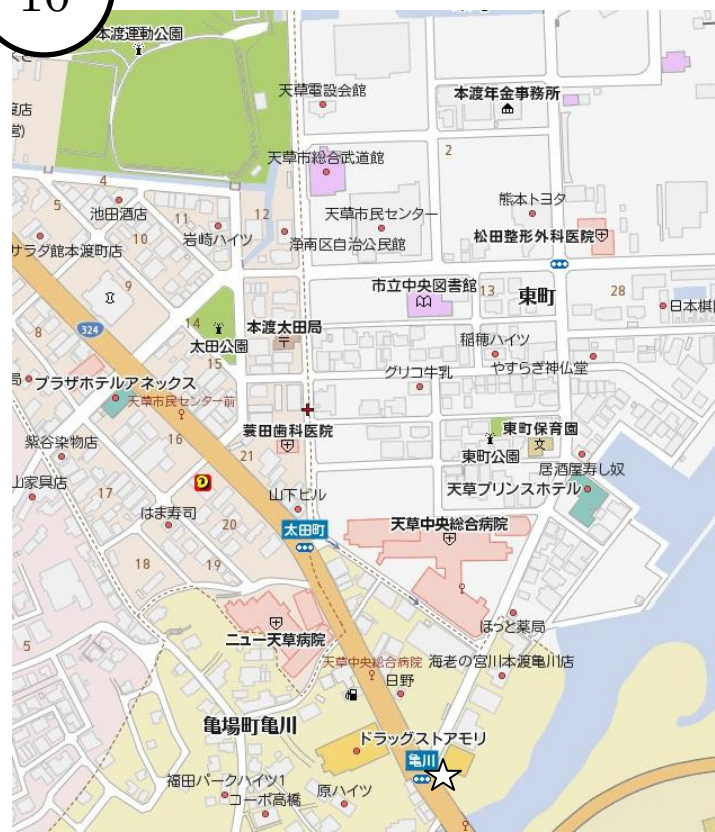 10
本渡運動公園
天草電設会館
本渡年金事務所
渡店
営)
天草市総合武道館
2
4
5
池田酒店
11
12
10
岩崎ハイツ
天草市民センター
熊本トヨタ
サラダ館本渡町店
浄南区自治公民館
松田整形外科医院
9
市立中央図書館
13
東町
28
日本棋
324
14
8
太田公園
本渡太田局
稲穂ハイツ
15
局
プラザホテルアネックス
グリコ牛乳
やすらぎ神仏堂
天草市民センター前
16
蓑田歯科医院
東町保育園
紫谷染物店
21
東町公園
居酒屋寿し奴
山家具店
17
山下ビル
天草プリンスホテル
はま寿司
20
太田町
天草中央総合病院
18
19
5
ニュー天草病院
ほっと薬局
天草中央総合病院
海老の宮川本渡亀川店
日野
亀場町亀川
ドラッグストアモリ
亀川
福田パークハイツ1
原ハイツ
コーポ高橋